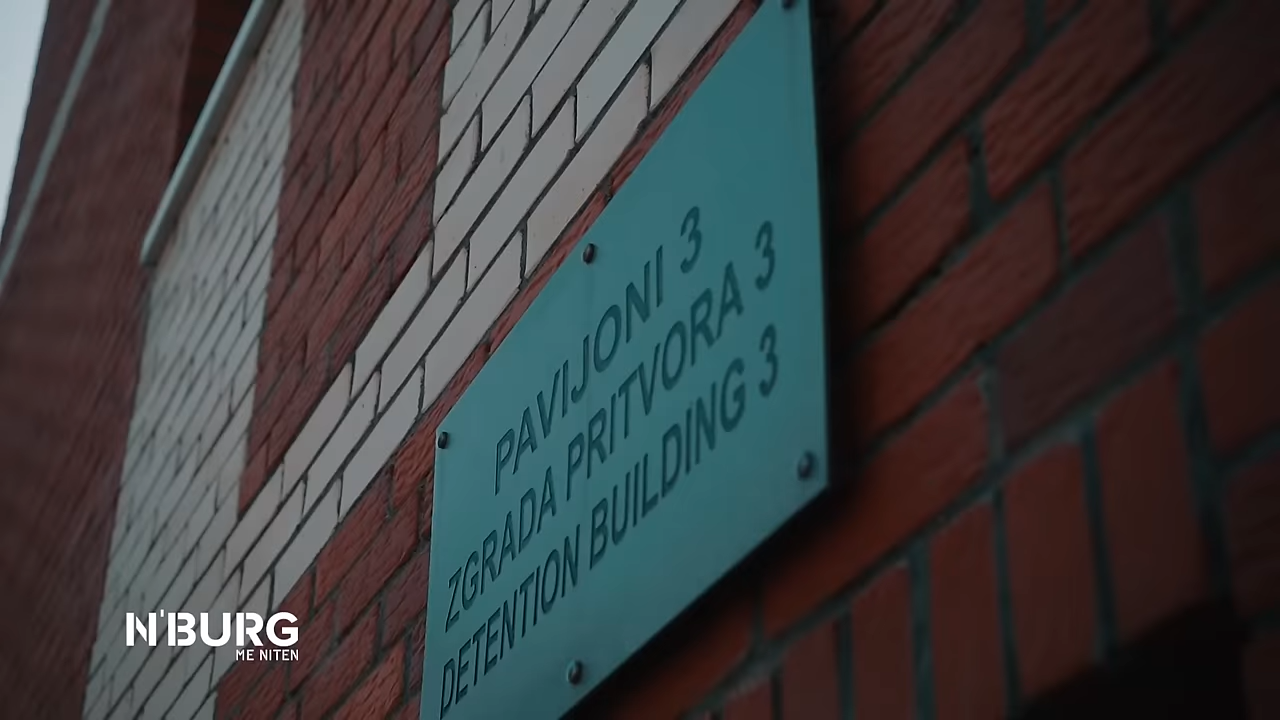 PAVIJONI 3
ZGRADA PRITVORA 3
DETENTION BUILDING 3
N'BURG
ME NITEN